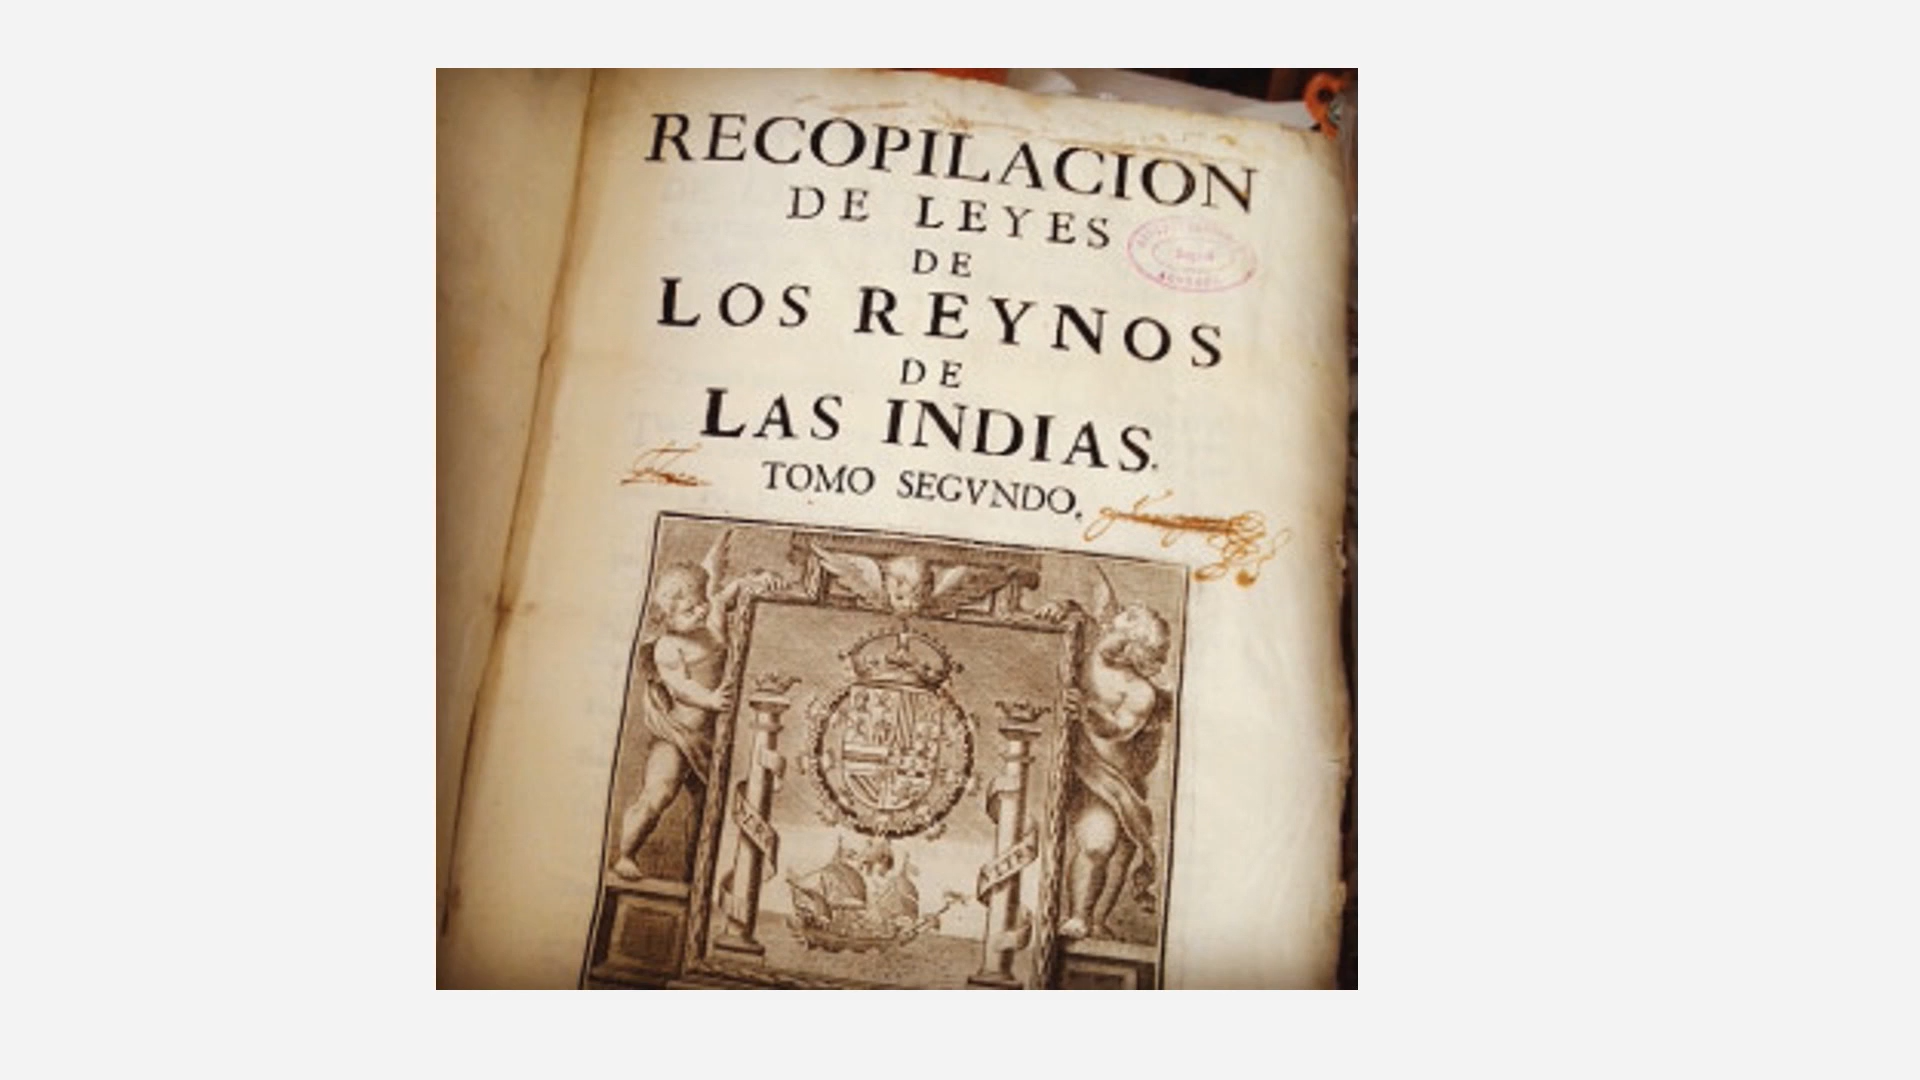 RECOPILACION
DE LEYES
DE
LOS REYNOS
DE
LAS INDIAS.
TOMO SEGVNDO,